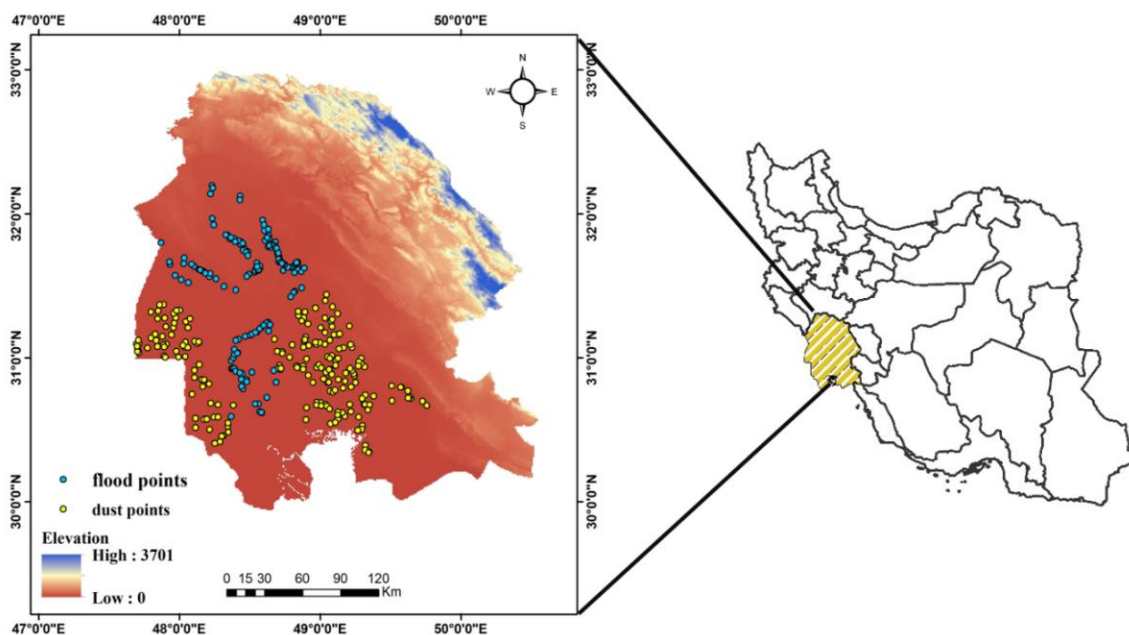 47°0'0"E 48°0'0"E 49°0'0"E 50°0'0"E
33°0'0"N
33°0'0"N
N
W E
S
32°0'0"N
32°0'0"N
31°0'0"N
31°0'0"N
30°0'0"N
30°0'0"N
flood points
dust points
Elevation
High : 3701
Low : 0
0 15 30 60 90 120
Km
47°0'0"E 48°0'0"E 49°0'0"E 50°0'0"E